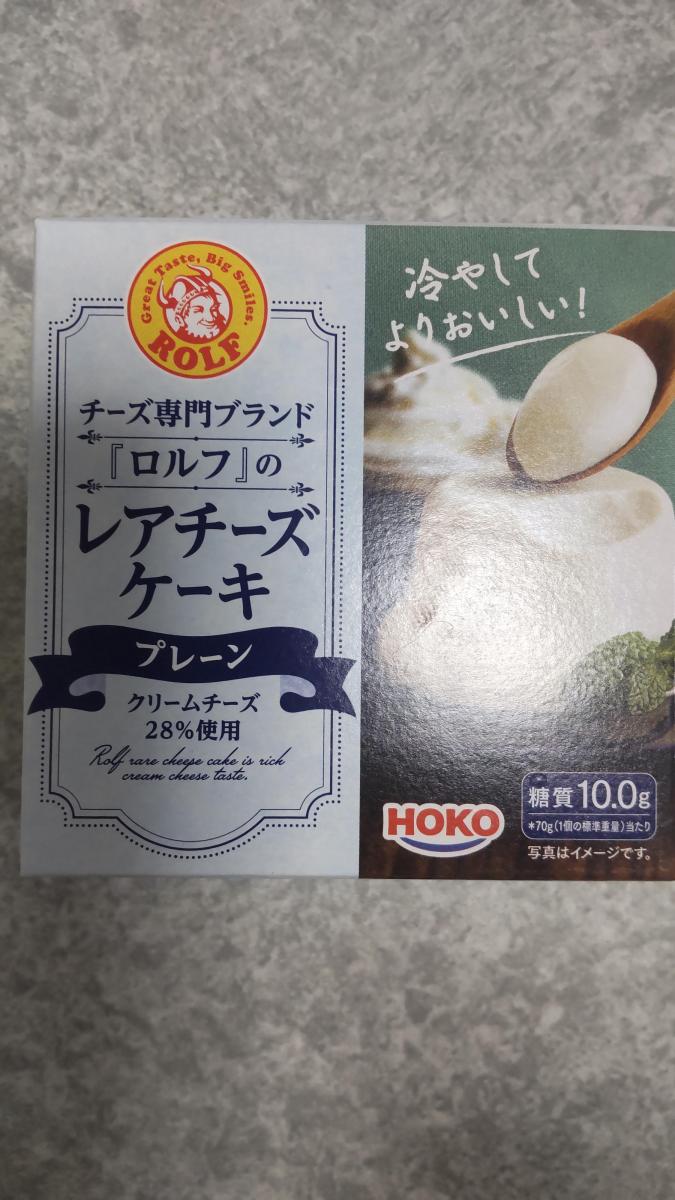 Great Taste, Big Smiles.
ROLF
チーズ専門ブランド
『ロルフ』の
レアチーズ
ケーキ
プレーン
クリームチーズ
28%使用
Rolf rare cheese cake is rich
cream cheese taste.
冷やして
よりおいしい!
HOKO
糖質10.0g
*70g(1個の標準重量)当たり
写真はイメージです。